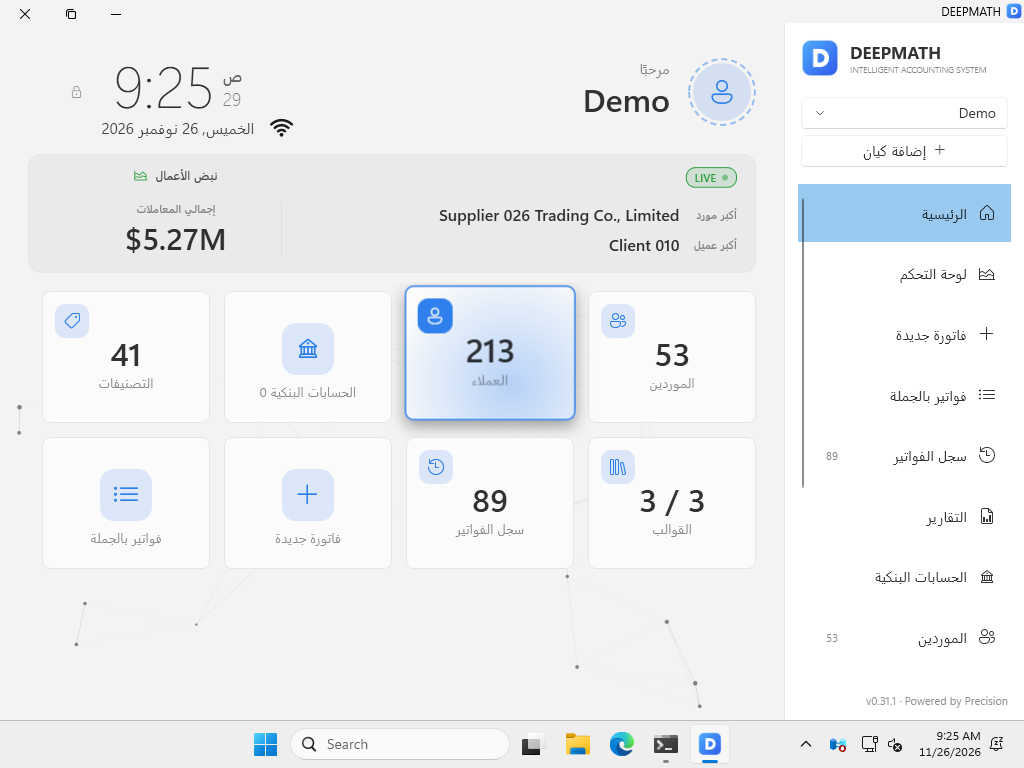 DEEPMATH
DEEPMATH
INTELLIGENT ACCOUNTING SYSTEM
Demo
+ إضافة كيان
الرئيسية
لوحة التحكم
فاتورة جديدة
فواتير بالجملة
سجل الفواتير 89
التقارير
الحسابات البنكية
الموردين 53
v0.31.1 · Powered by Precision
مرحبًا
Demo
9:25 ص
29
الخميس, 26 نوفمبر 2026
LIVE
نبض الأعمال
أكبر مورد Supplier 026 Trading Co., Limited
أكبر عميل Client 010
إجمالي المعاملات
$5.27M
53
الموردين
213
العملاء
الحسابات البنكية 0
41
التصنيفات
3 / 3
القوالب
89
سجل الفواتير
فاتورة جديدة
فواتير بالجملة
Search
9:25 AM
11/26/2026